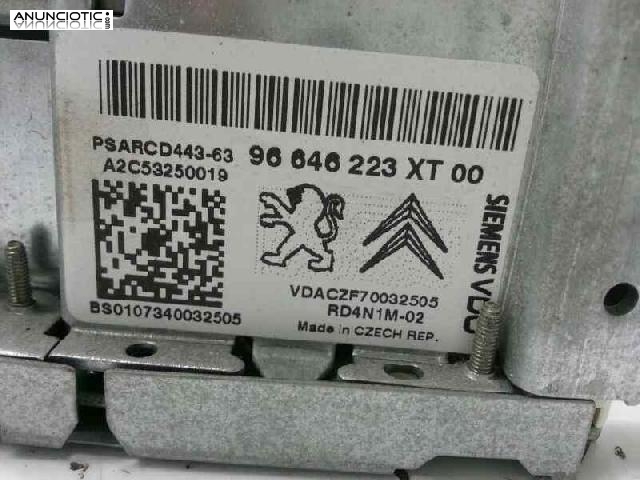 ANUNCIOTIC
.com
PSARCD443-63
96 646 223 XT 00
A2C53250019
SIEMENS VDO
VDACZF70032505
BS0107340032505
RD4N1M-02
Made in CZECH REP.